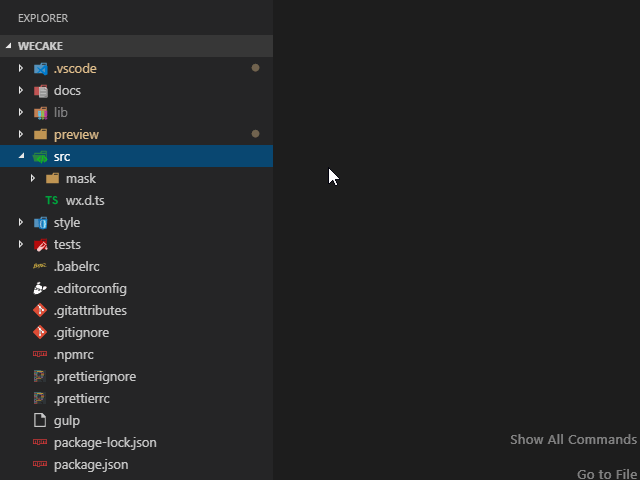 EXPLORER
WECAKE
.vscode
docs
lib
preview
src
mask
TS wx.d.ts
style
tests
.babelrc
.editorconfig
.gitattributes
.gitignore
.npmrc
.prettierignore
.prettierrc
gulp
package-lock.json
package.json
Show All Commands
Go to File